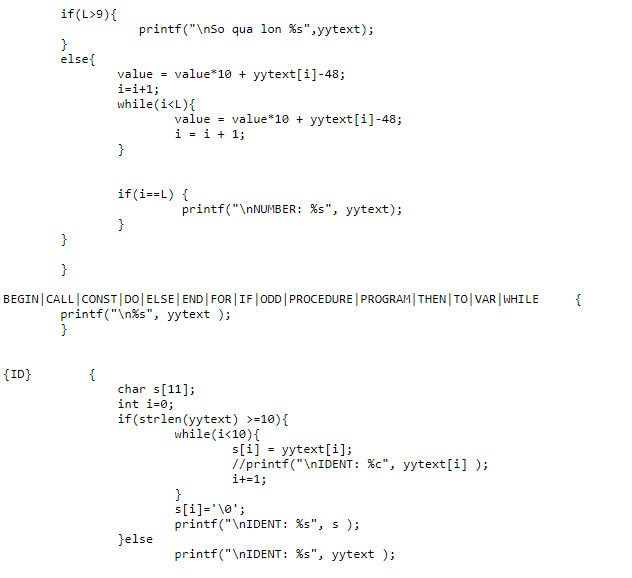 if(L>9){
printf("\nSo qua lon %s",yytext);
}
else{
value = value*10 + yytext[i]-48;
i=i+1;
while(i<L){
value = value*10 + yytext[i]-48;
i = i + 1;
}
if(i==L) {
printf("\nNUMBER: %s", yytext);
}
}
}
BEGIN|CALL|CONST|DO|ELSE|END|FOR|IF|ODD|PROCEDURE|PROGRAM|THEN|TO|VAR|WHILE {
printf("\n%s", yytext );
}
{ID} {
char s[11];
int i=0;
if(strlen(yytext) >=10){
while(i<10){
s[i] = yytext[i];
//printf("\nIDENT: %c", yytext[i] );
i+=1;
}
s[i]='\0';
printf("\nIDENT: %s", s );
}else
printf("\nIDENT: %s", yytext );